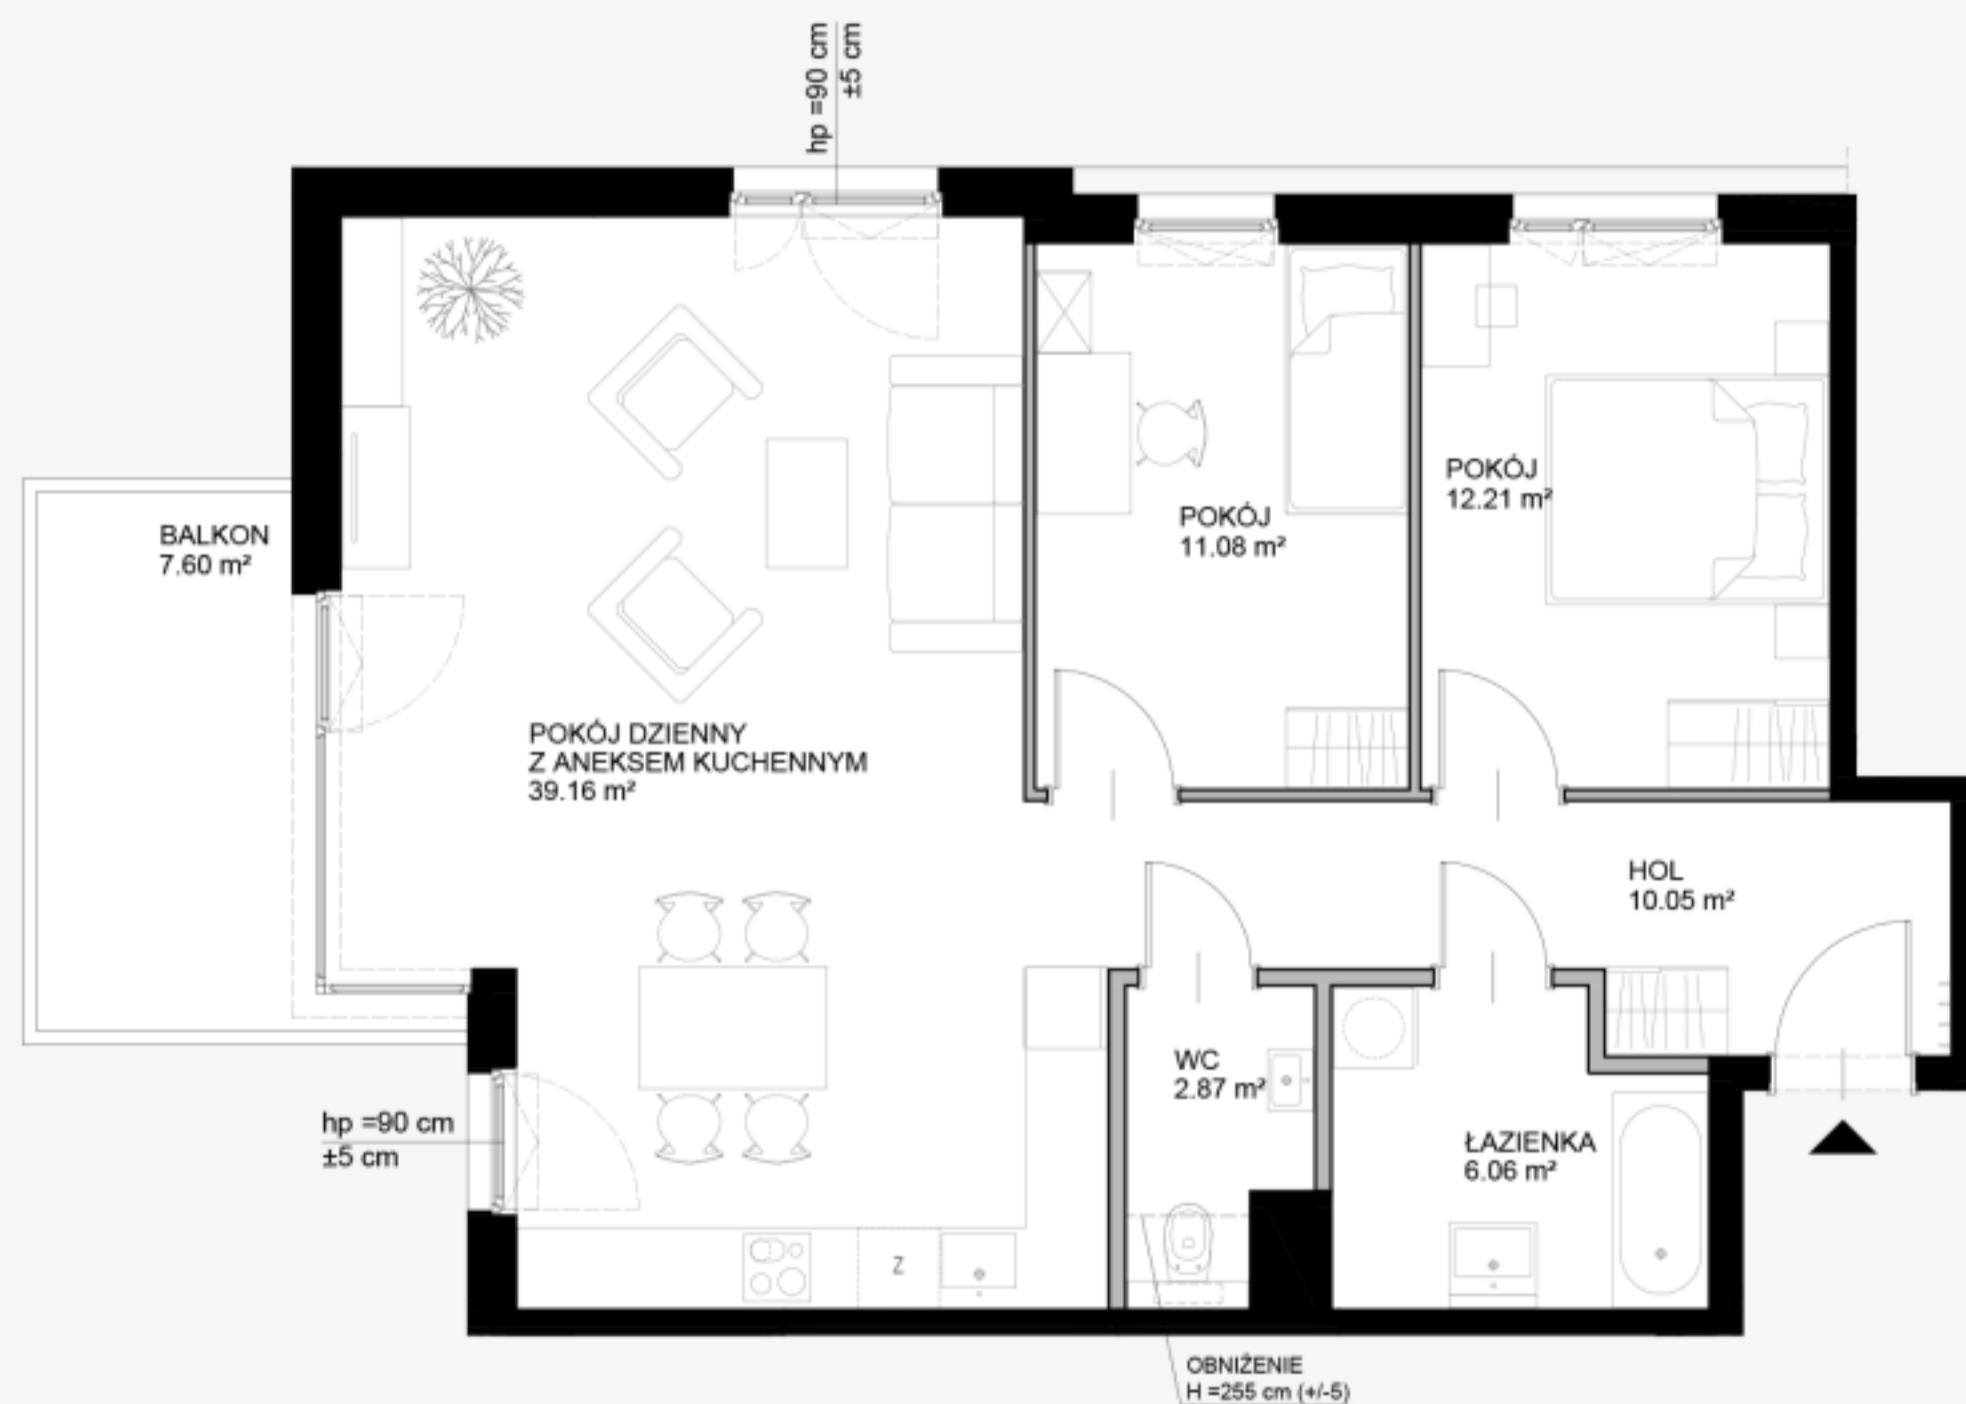 hp =90 cm
±5 cm
BALKON
7.60 m²
POKÓJ
11.08 m²
POKÓJ
12.21 m²
POKÓJ DZIENNY
Z ANEKSEM KUCHENNYM
39.16 m²
HOL
10.05 m²
WC
2.87 m²
hp =90 cm
±5 cm
ŁAZIENKA
6.06 m²
Z
OBNIŻENIE
H =255 cm (+/-5)